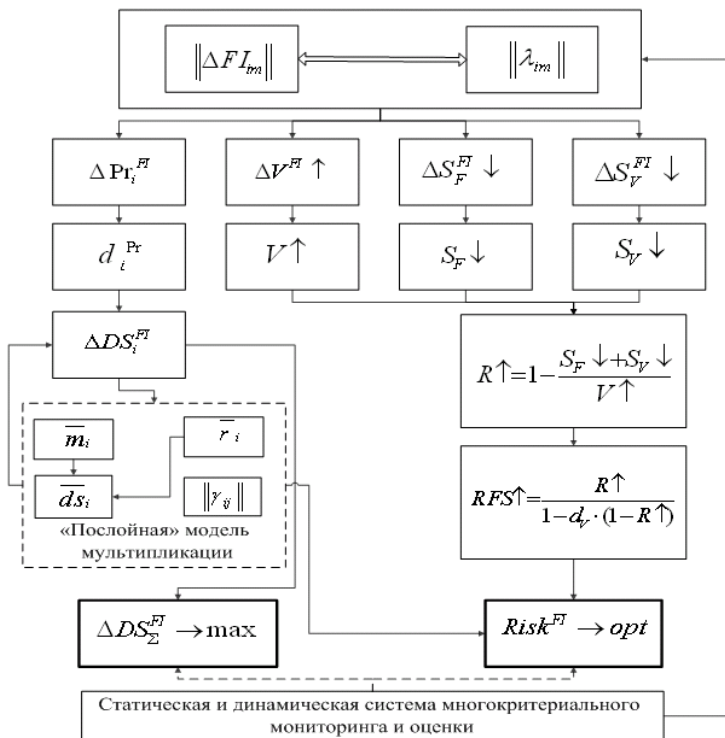 ‖ΔFI_im‖ ‖λ_im‖
ΔPr_i^FI ΔV^FI↑ ΔS_F^FI↓ ΔS_V^FI↓
d_i^Pr V↑ S_F↓ S_V↓
ΔDS_i^FI
R↑=1-(S_F↓+S_V↓)/V↑
m̅_i r̅_i
d̅s̅_i ‖γ_ij‖
«Послойная» модель
мультипликации
RFS↑=R↑/(1-d_V·(1-R↑))
ΔDS_Σ^FI→max Risk^FI→opt
Статическая и динамическая система многокритериального
мониторинга и оценки